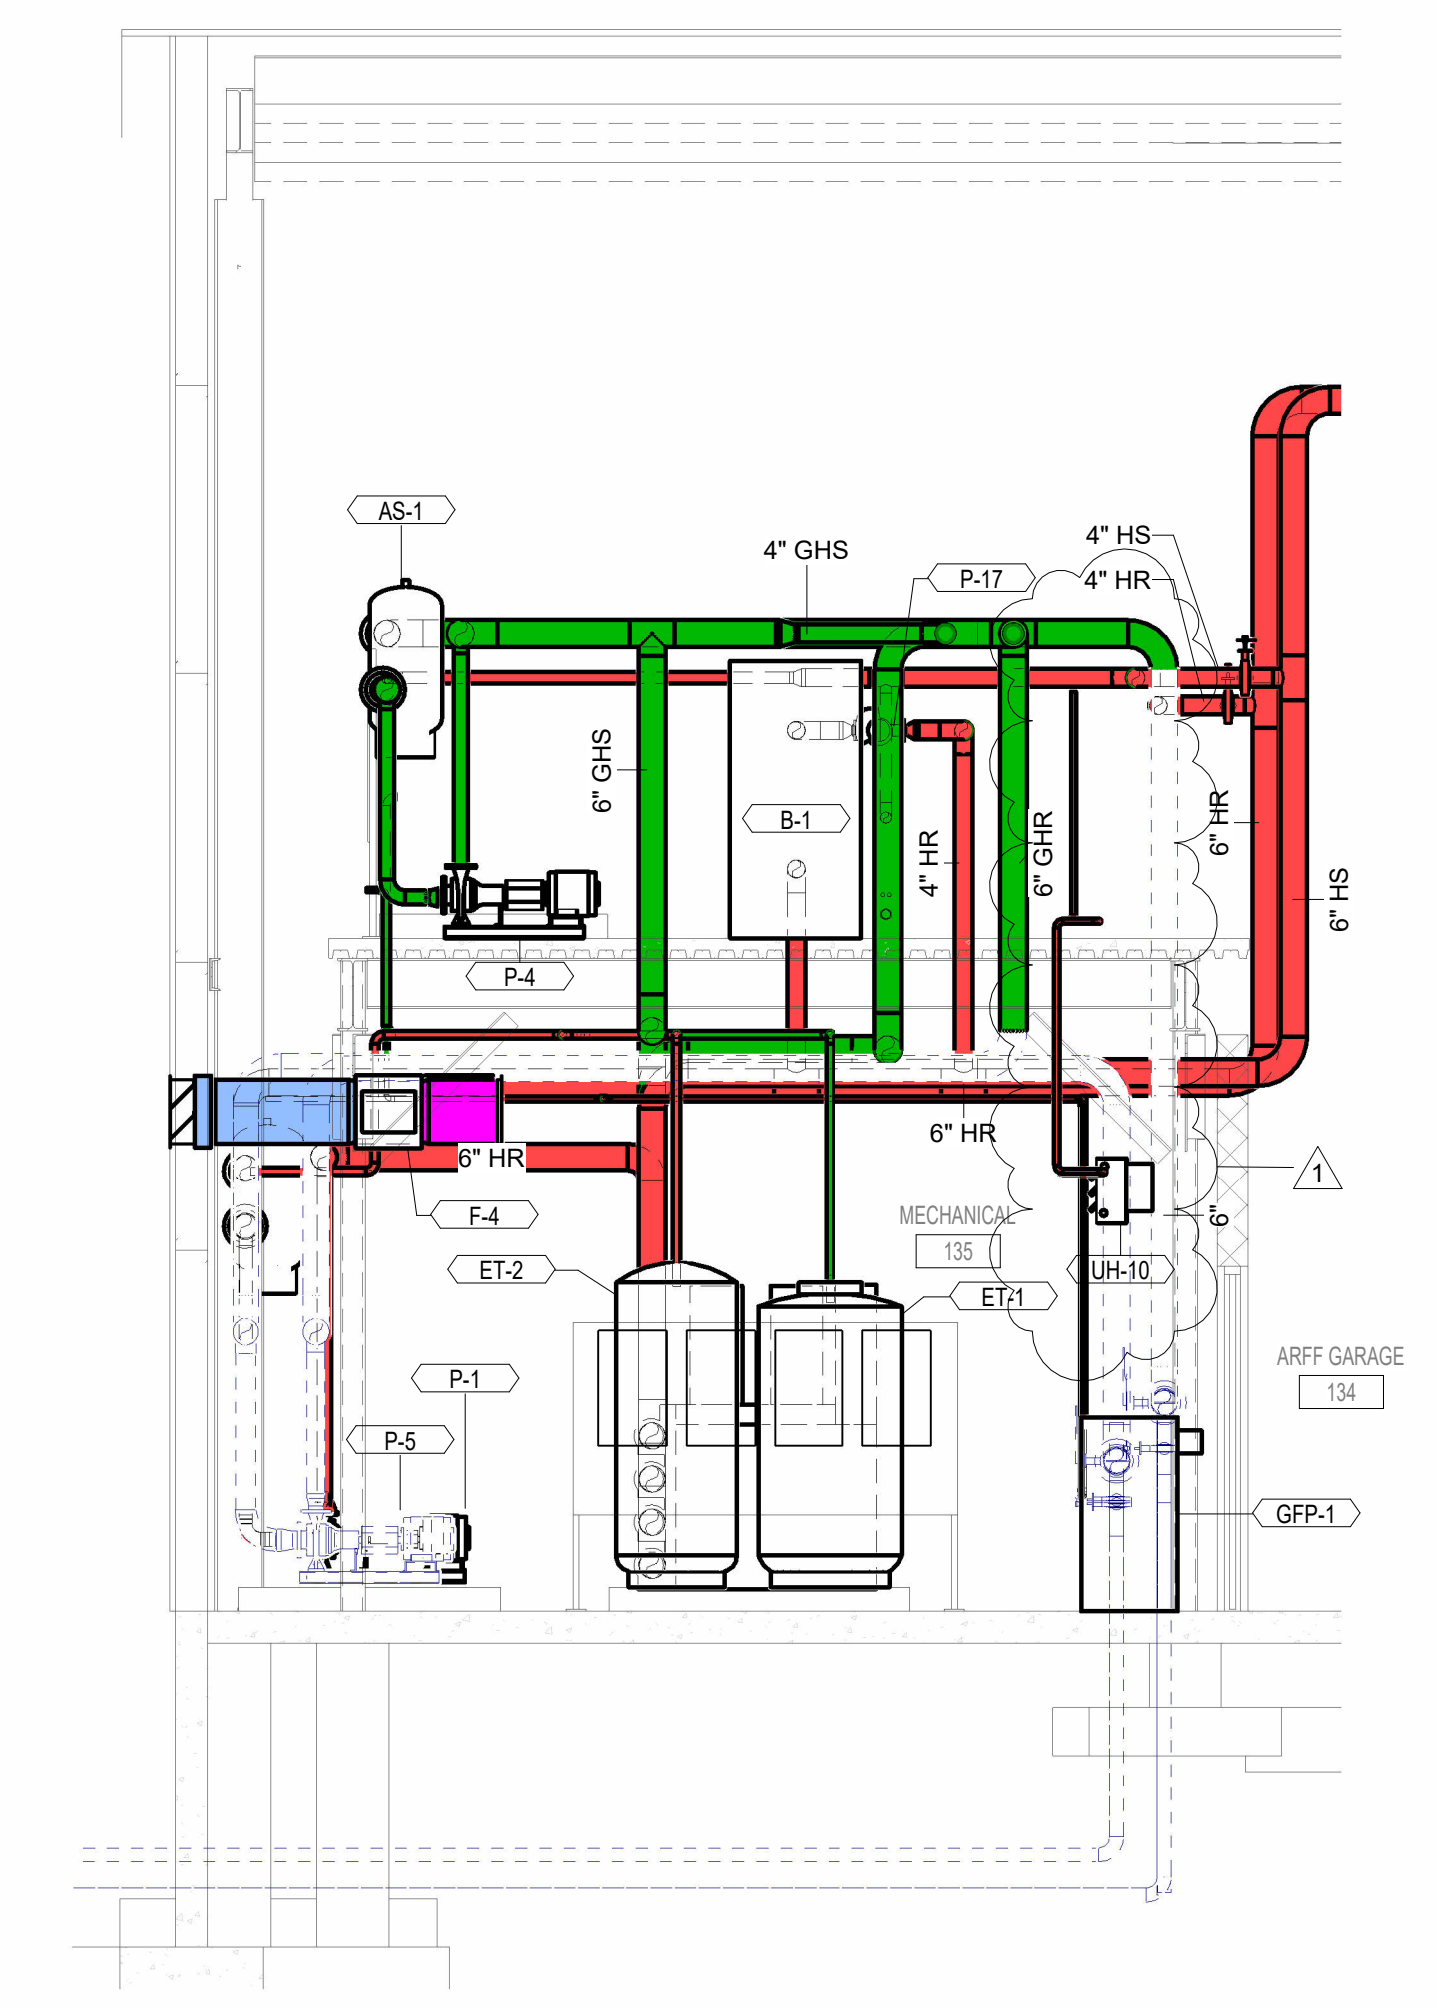 AS-1
4" GHS
4" HS
P-17
4" HR
6" GHS
B-1
4" HR
6" GHR
6" HR
6" HS
P-4
6" HR
6" HR
1
F-4
MECHANICAL
135
6"
ET-2
UH-10
ET-1
ARFF GARAGE
134
P-1
P-5
GFP-1